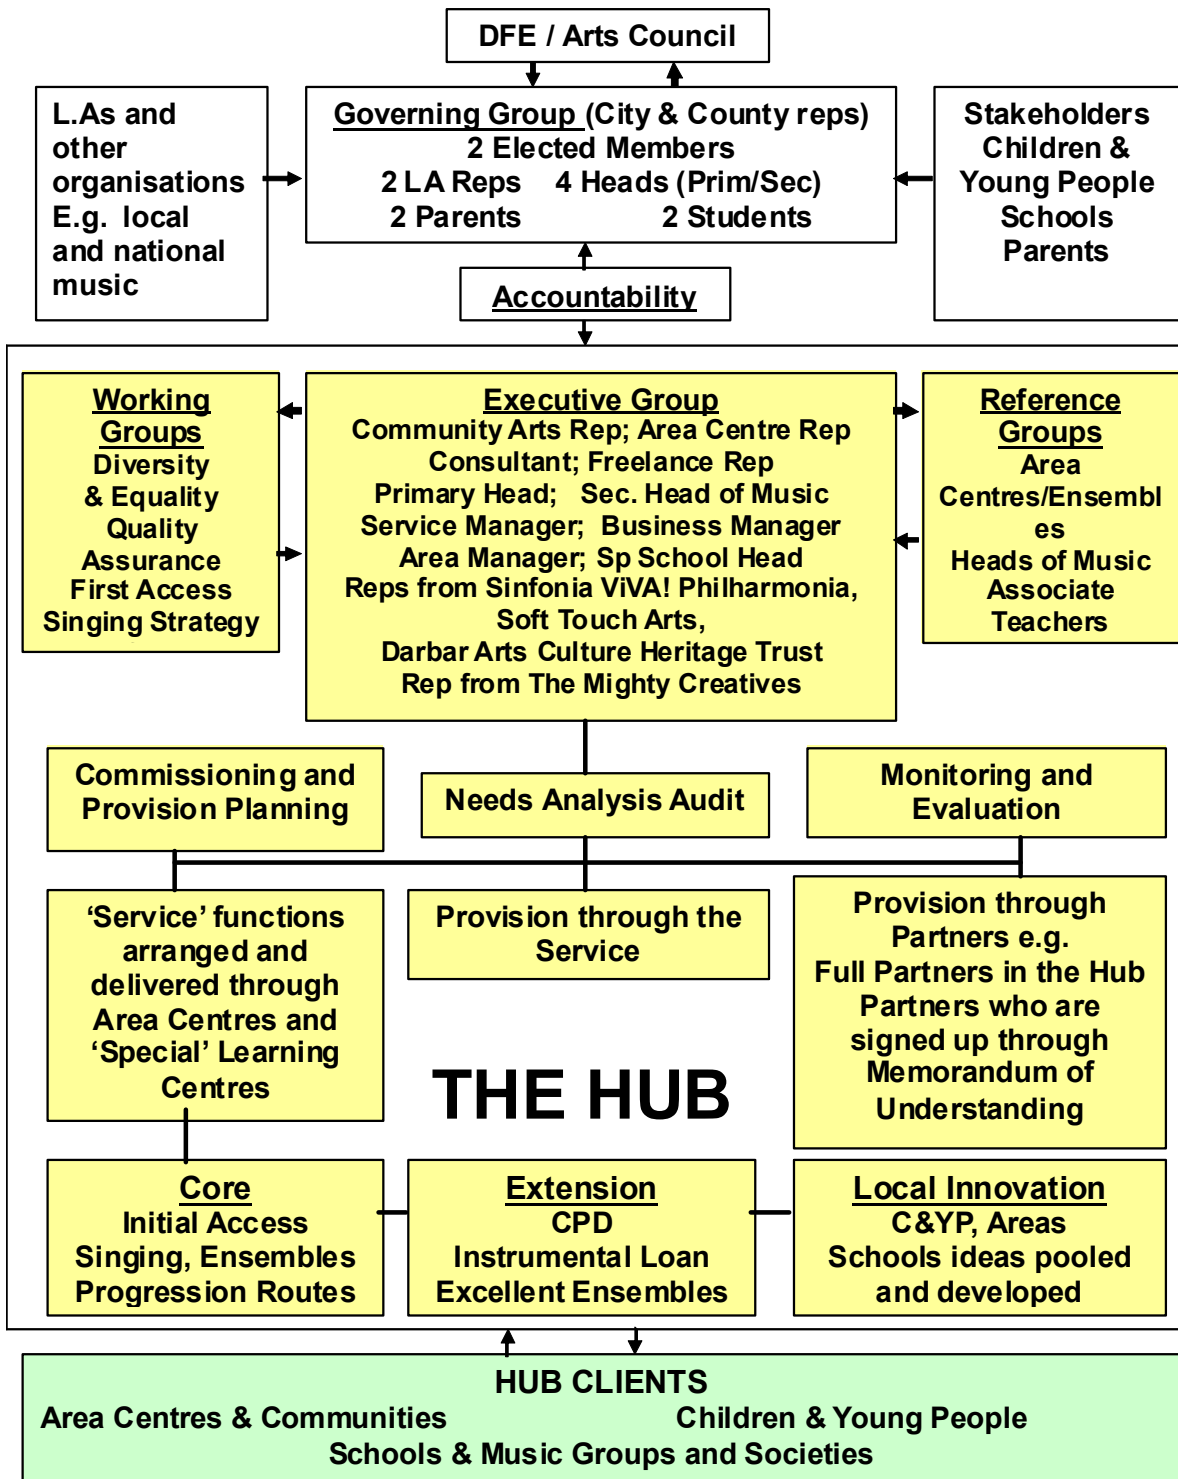 DFE / Arts Council
L.As and
other
organisations
E.g. local
and national
music
Governing Group (City & County reps)
2 Elected Members
2 LA Reps 4 Heads (Prim/Sec)
2 Parents 2 Students
Stakeholders
Children &
Young People
Schools
Parents
Accountability
Working
Groups
Diversity
& Equality
Quality
Assurance
First Access
Singing Strategy
Executive Group
Community Arts Rep; Area Centre Rep
Consultant; Freelance Rep
Primary Head; Sec. Head of Music
Service Manager; Business Manager
Area Manager; Sp School Head
Reps from Sinfonia ViVA! Philharmonia,
Soft Touch Arts,
Darbar Arts Culture Heritage Trust
Rep from The Mighty Creatives
Reference
Groups
Area
Centres/Ensembl
es
Heads of Music
Associate
Teachers
Commissioning and
Provision Planning
Needs Analysis Audit
Monitoring and
Evaluation
‘Service’ functions
arranged and
delivered through
Area Centres and
‘Special’ Learning
Centres
Provision through the
Service
Provision through
Partners e.g.
Full Partners in the Hub
Partners who are
signed up through
Memorandum of
Understanding
THE HUB
Core
Initial Access
Singing, Ensembles
Progression Routes
Extension
CPD
Instrumental Loan
Excellent Ensembles
Local Innovation
C&YP, Areas
Schools ideas pooled
and developed
HUB CLIENTS
Area Centres & Communities Children & Young People
Schools & Music Groups and Societies